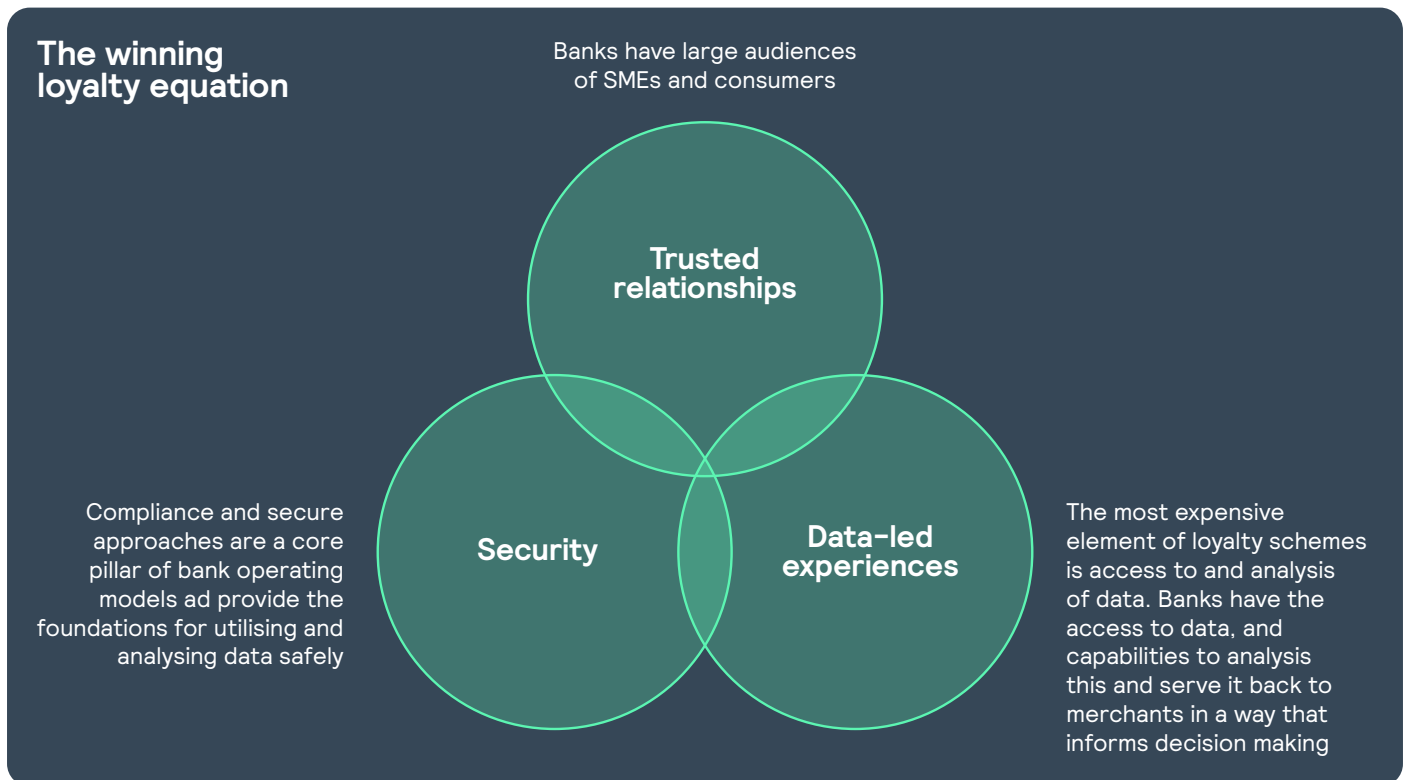 The winning
loyalty equation
Banks have large audiences
of SMEs and consumers
Trusted
relationships
Security
Data-led
experiences
Compliance and secure
approaches are a core
pillar of bank operating
models ad provide the
foundations for utilising and
analysing data safely
The most expensive
element of loyalty schemes
is access to and analysis
of data. Banks have the
access to data, and
capabilities to analysis
this and serve it back to
merchants in a way that
informs decision making